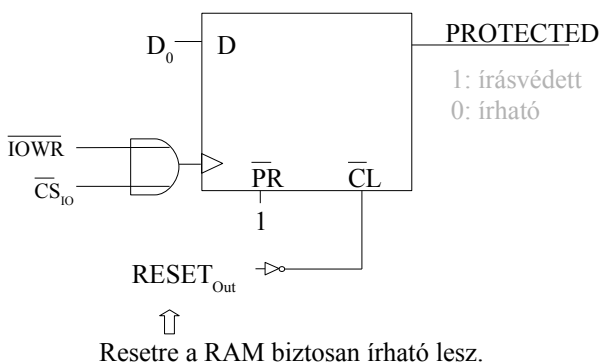 PROTECTED
D0 D
1: írásvédett
0: írható
IOWR
CSIO
PR CL
1
RESETOut
Resetre a RAM biztosan írható lesz.